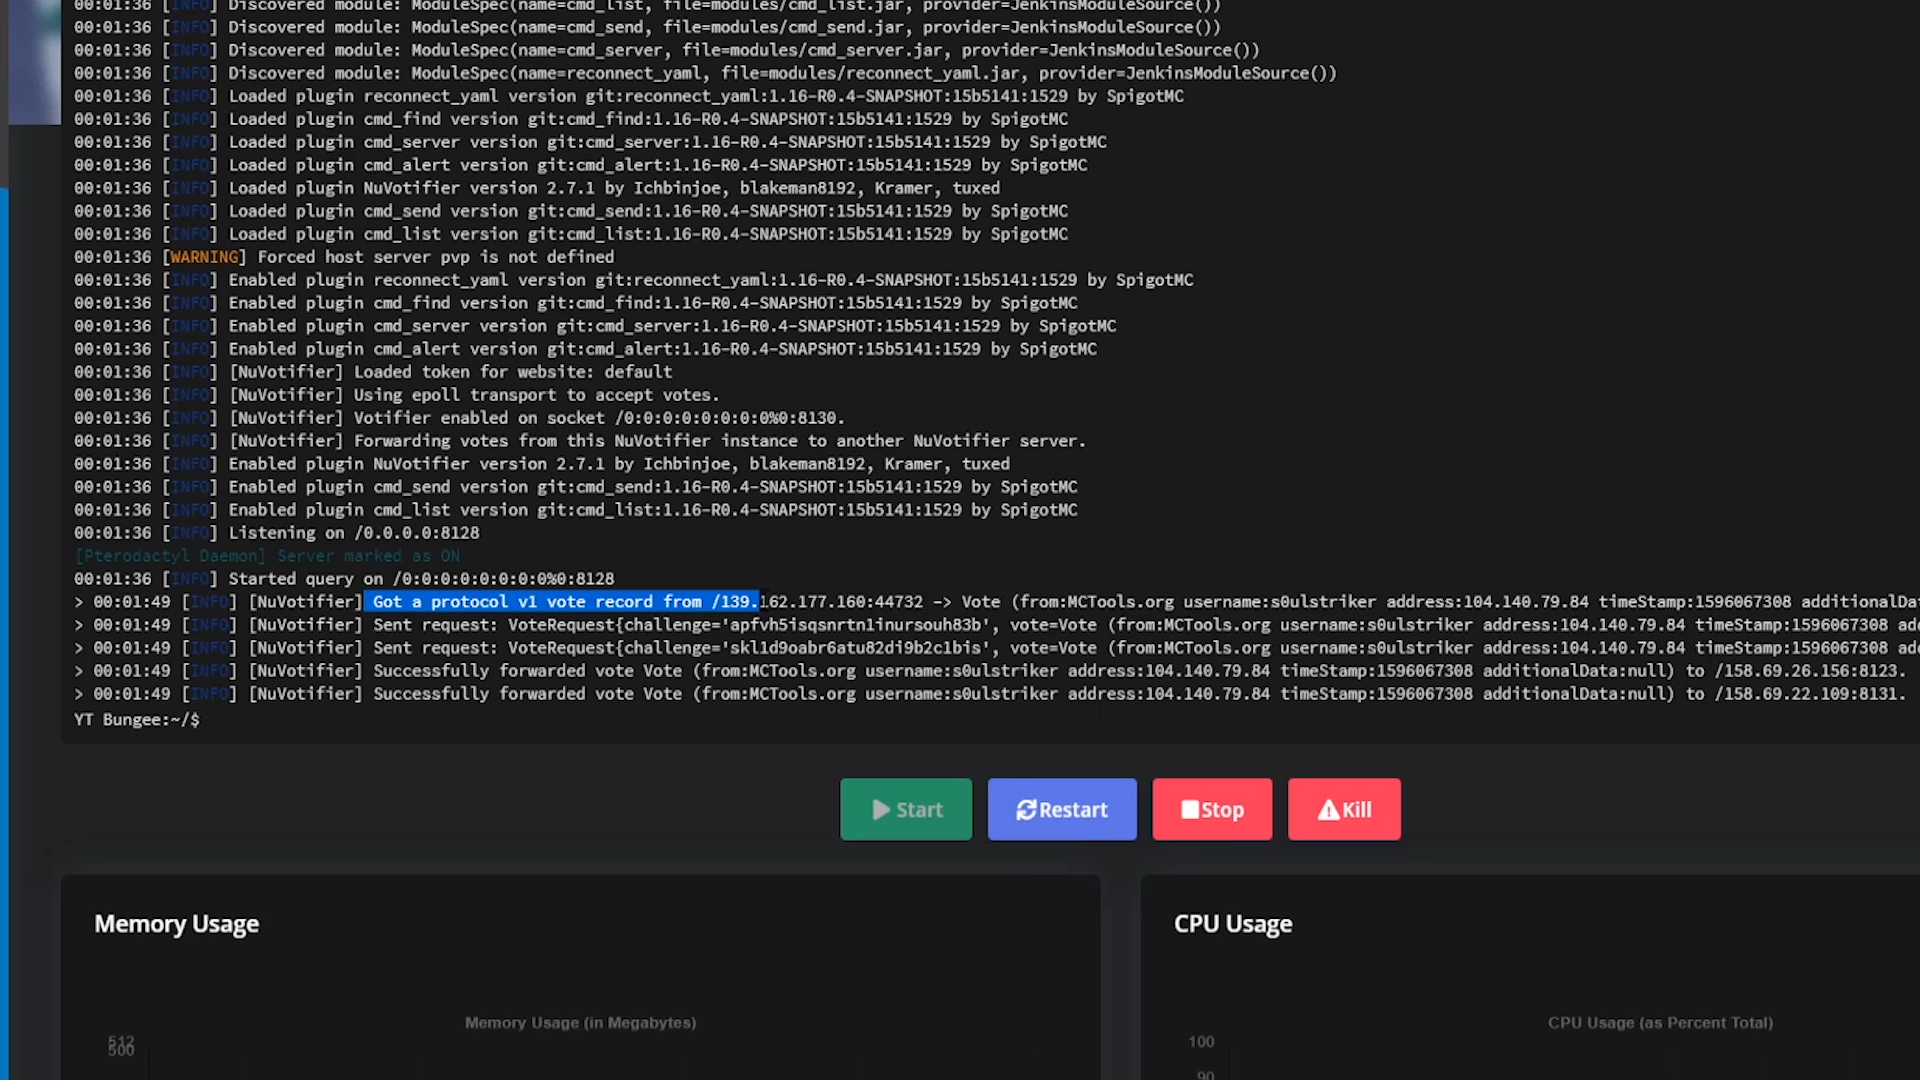 00:01:36 [INFO] Discovered module: ModuleSpec(name=cmd_list, file=modules/cmd_list.jar, provider=JenkinsModuleSource())
00:01:36 [INFO] Discovered module: ModuleSpec(name=cmd_send, file=modules/cmd_send.jar, provider=JenkinsModuleSource())
00:01:36 [INFO] Discovered module: ModuleSpec(name=cmd_server, file=modules/cmd_server.jar, provider=JenkinsModuleSource())
00:01:36 [INFO] Discovered module: ModuleSpec(name=reconnect_yaml, file=modules/reconnect_yaml.jar, provider=JenkinsModuleSource())
00:01:36 [INFO] Loaded plugin reconnect_yaml version git:reconnect_yaml:1.16-R0.4-SNAPSHOT:15b5141:1529 by SpigotMC
00:01:36 [INFO] Loaded plugin cmd_find version git:cmd_find:1.16-R0.4-SNAPSHOT:15b5141:1529 by SpigotMC
00:01:36 [INFO] Loaded plugin cmd_server version git:cmd_server:1.16-R0.4-SNAPSHOT:15b5141:1529 by SpigotMC
00:01:36 [INFO] Loaded plugin cmd_alert version git:cmd_alert:1.16-R0.4-SNAPSHOT:15b5141:1529 by SpigotMC
00:01:36 [INFO] Loaded plugin NuVotifier version 2.7.1 by Ichbinjoe, blakeman8192, Kramer, tuxed
00:01:36 [INFO] Loaded plugin cmd_send version git:cmd_send:1.16-R0.4-SNAPSHOT:15b5141:1529 by SpigotMC
00:01:36 [INFO] Loaded plugin cmd_list version git:cmd_list:1.16-R0.4-SNAPSHOT:15b5141:1529 by SpigotMC
00:01:36 [WARNING] Forced host server pvp is not defined
00:01:36 [INFO] Enabled plugin reconnect_yaml version git:reconnect_yaml:1.16-R0.4-SNAPSHOT:15b5141:1529 by SpigotMC
00:01:36 [INFO] Enabled plugin cmd_find version git:cmd_find:1.16-R0.4-SNAPSHOT:15b5141:1529 by SpigotMC
00:01:36 [INFO] Enabled plugin cmd_server version git:cmd_server:1.16-R0.4-SNAPSHOT:15b5141:1529 by SpigotMC
00:01:36 [INFO] Enabled plugin cmd_alert version git:cmd_alert:1.16-R0.4-SNAPSHOT:15b5141:1529 by SpigotMC
00:01:36 [INFO] [NuVotifier] Loaded token for website: default
00:01:36 [INFO] [NuVotifier] Using epoll transport to accept votes.
00:01:36 [INFO] [NuVotifier] Votifier enabled on socket /0:0:0:0:0:0:0:0%0:8130.
00:01:36 [INFO] [NuVotifier] Forwarding votes from this NuVotifier instance to another NuVotifier server.
00:01:36 [INFO] Enabled plugin NuVotifier version 2.7.1 by Ichbinjoe, blakeman8192, Kramer, tuxed
00:01:36 [INFO] Enabled plugin cmd_send version git:cmd_send:1.16-R0.4-SNAPSHOT:15b5141:1529 by SpigotMC
00:01:36 [INFO] Enabled plugin cmd_list version git:cmd_list:1.16-R0.4-SNAPSHOT:15b5141:1529 by SpigotMC
00:01:36 [INFO] Listening on /0.0.0.0:8128
[Pterodactyl Daemon] Server marked as ON
00:01:36 [INFO] Started query on /0:0:0:0:0:0:0:0%0:8128
> 00:01:49 [INFO] [NuVotifier] Got a protocol v1 vote record from /139.162.177.160:44732 -> Vote (from:MCTools.org username:s0ulstriker address:104.140.79.84 timeStamp:1596067308 additionalDa
> 00:01:49 [INFO] [NuVotifier] Sent request: VoteRequest{challenge='apfvh5isqsnrtn1inursouh83b', vote=Vote (from:MCTools.org username:s0ulstriker address:104.140.79.84 timeStamp:1596067308 ad
> 00:01:49 [INFO] [NuVotifier] Sent request: VoteRequest{challenge='skl1d9oabr6atu82di9b2c1bis', vote=Vote (from:MCTools.org username:s0ulstriker address:104.140.79.84 timeStamp:1596067308 ad
> 00:01:49 [INFO] [NuVotifier] Successfully forwarded vote Vote (from:MCTools.org username:s0ulstriker address:104.140.79.84 timeStamp:1596067308 additionalData:null) to /158.69.26.156:8123.
> 00:01:49 [INFO] [NuVotifier] Successfully forwarded vote Vote (from:MCTools.org username:s0ulstriker address:104.140.79.84 timeStamp:1596067308 additionalData:null) to /158.69.22.109:8131.
YT Bungee:~/$
Start Restart Stop Kill
Memory Usage
CPU Usage
Memory Usage (in Megabytes)
CPU Usage (as Percent Total)
512
500
100
90